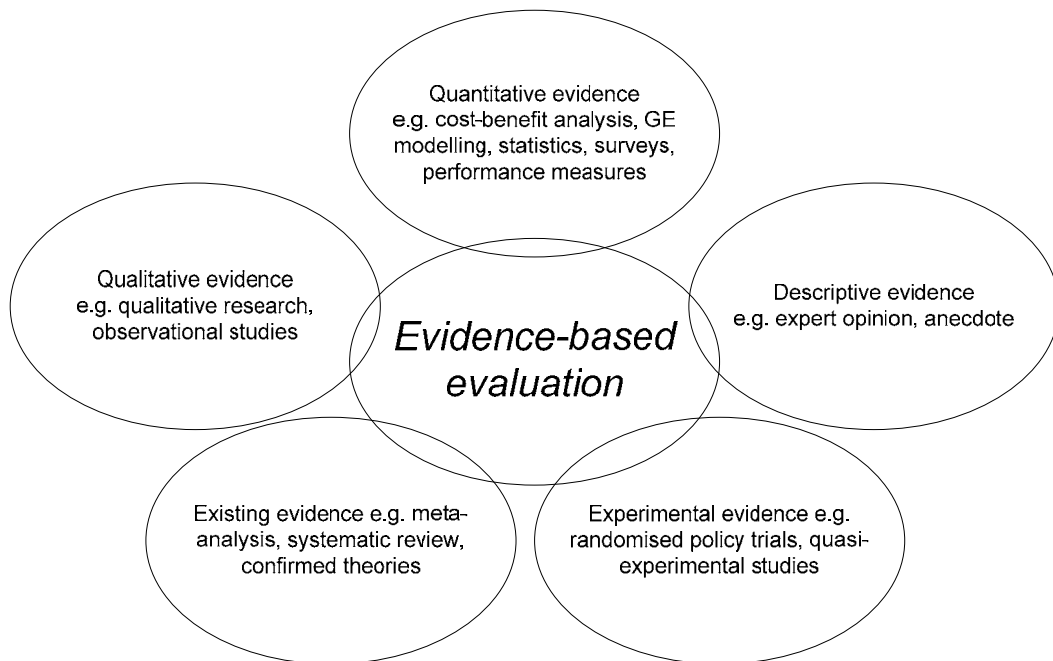 Quantitative evidence
e.g. cost-benefit analysis, GE
modelling, statistics, surveys,
performance measures
Qualitative evidence
e.g. qualitative research,
observational studies
Descriptive evidence
e.g. expert opinion, anecdote
Evidence-based
evaluation
Existing evidence e.g. meta-
analysis, systematic review,
confirmed theories
Experimental evidence e.g.
randomised policy trials, quasi-
experimental studies